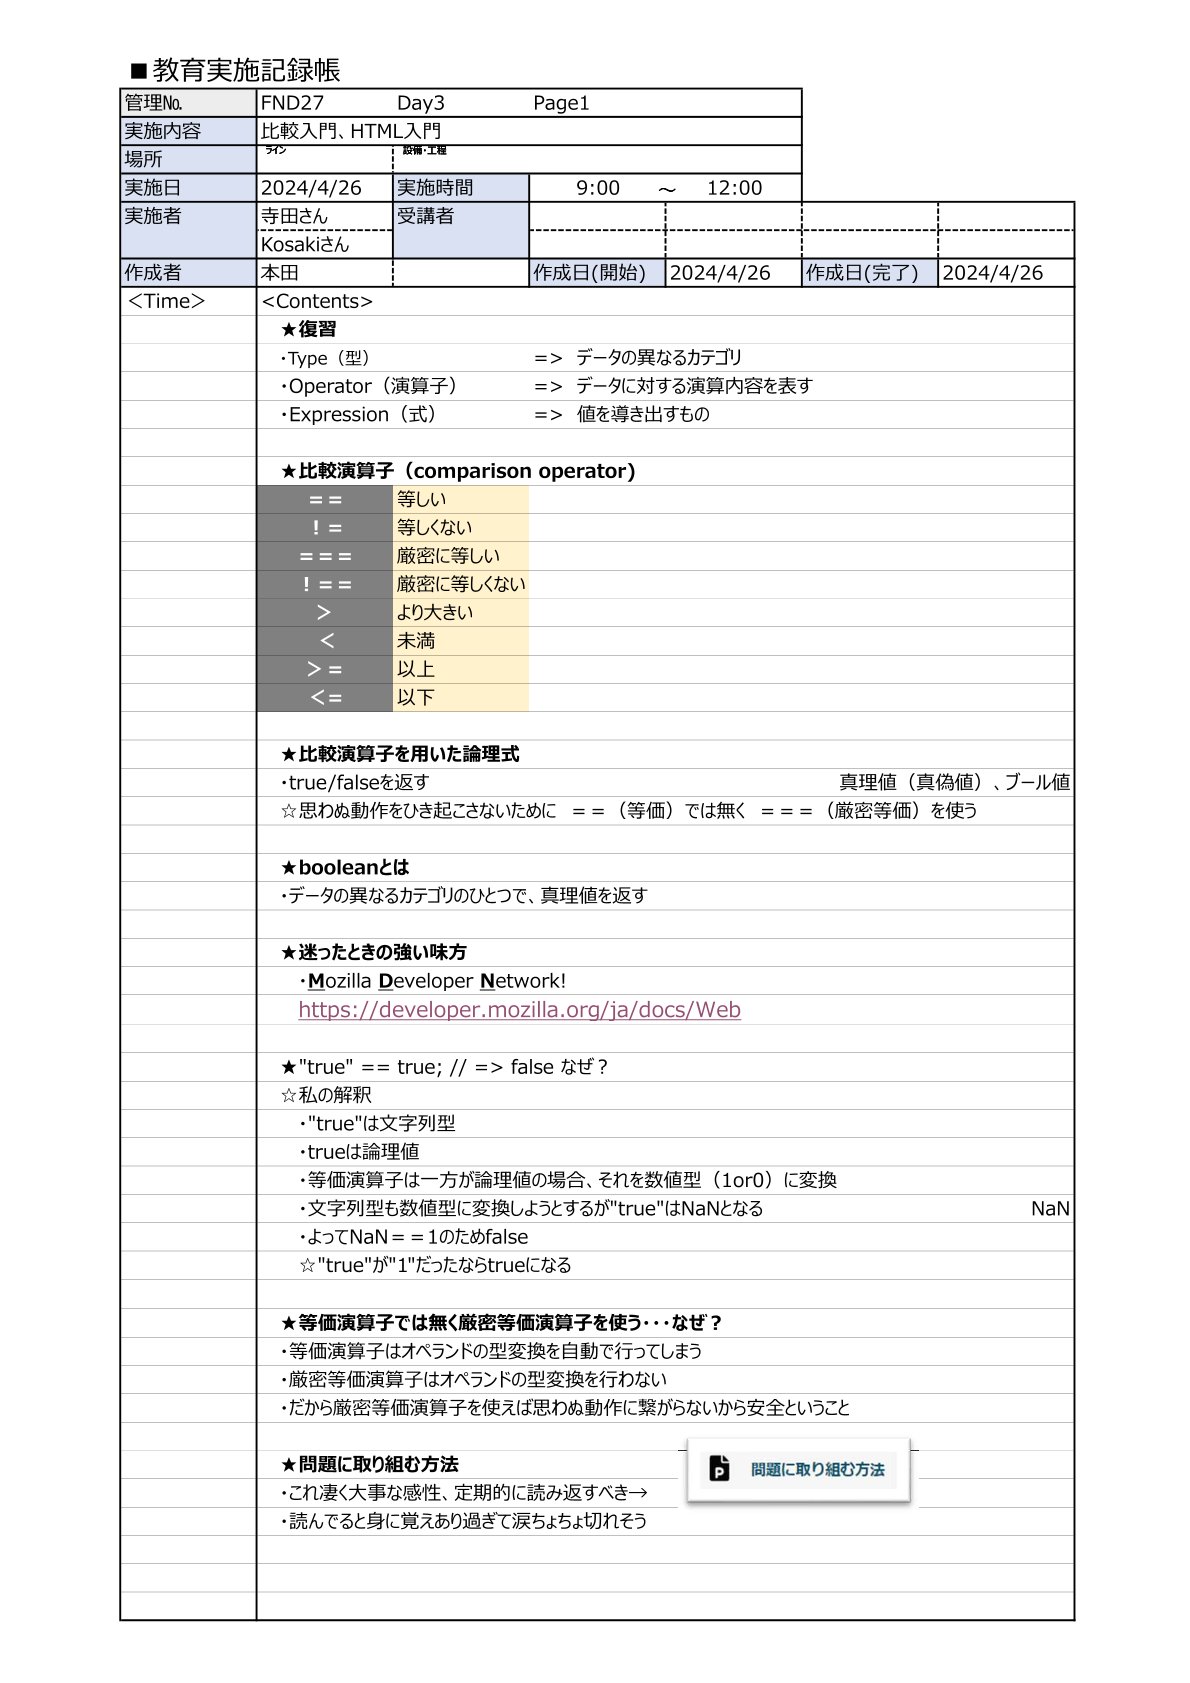 ■教育実施記録帳
管理No. FND27 Day3 Page1
実施内容 比較入門、HTML入門
場所 ライン 設備・工程
実施日 2024/4/26 実施時間 9:00 ～ 12:00
実施者 寺田さん 受講者
Kosakiさん
作成者 本田 作成日(開始) 2024/4/26 作成日(完了) 2024/4/26
＜Time＞ <Contents>
★復習
・Type（型） => データの異なるカテゴリ
・Operator（演算子） => データに対する演算内容を表す
・Expression（式） => 値を導き出すもの
★比較演算子（comparison operator)
＝＝ 等しい
！＝ 等しくない
＝＝＝ 厳密に等しい
！＝＝ 厳密に等しくない
＞ より大きい
＜ 未満
＞＝ 以上
＜＝ 以下
★比較演算子を用いた論理式
・true/falseを返す 真理値（真偽値）、ブール値
☆思わぬ動作をひき起こさないために ＝＝（等価）では無く ＝＝＝（厳密等価）を使う
★booleanとは
・データの異なるカテゴリのひとつで、真理値を返す
★迷ったときの強い味方
・Mozilla Developer Network!
https://developer.mozilla.org/ja/docs/Web
★"true" == true; // => false なぜ？
☆私の解釈
・"true"は文字列型
・trueは論理値
・等価演算子は一方が論理値の場合、それを数値型（1or0）に変換
・文字列型も数値型に変換しようとするが"true"はNaNとなる NaN
・よってNaN＝＝1のためfalse
☆"true"が"1"だったならtrueになる
★等価演算子では無く厳密等価演算子を使う・・・なぜ？
・等価演算子はオペランドの型変換を自動で行ってしまう
・厳密等価演算子はオペランドの型変換を行わない
・だから厳密等価演算子を使えば思わぬ動作に繋がらないから安全ということ
★問題に取り組む方法 P 問題に取り組む方法
・これ凄く大事な感性、定期的に読み返すべき→
・読んでると身に覚えあり過ぎて涙ちょちょ切れそう